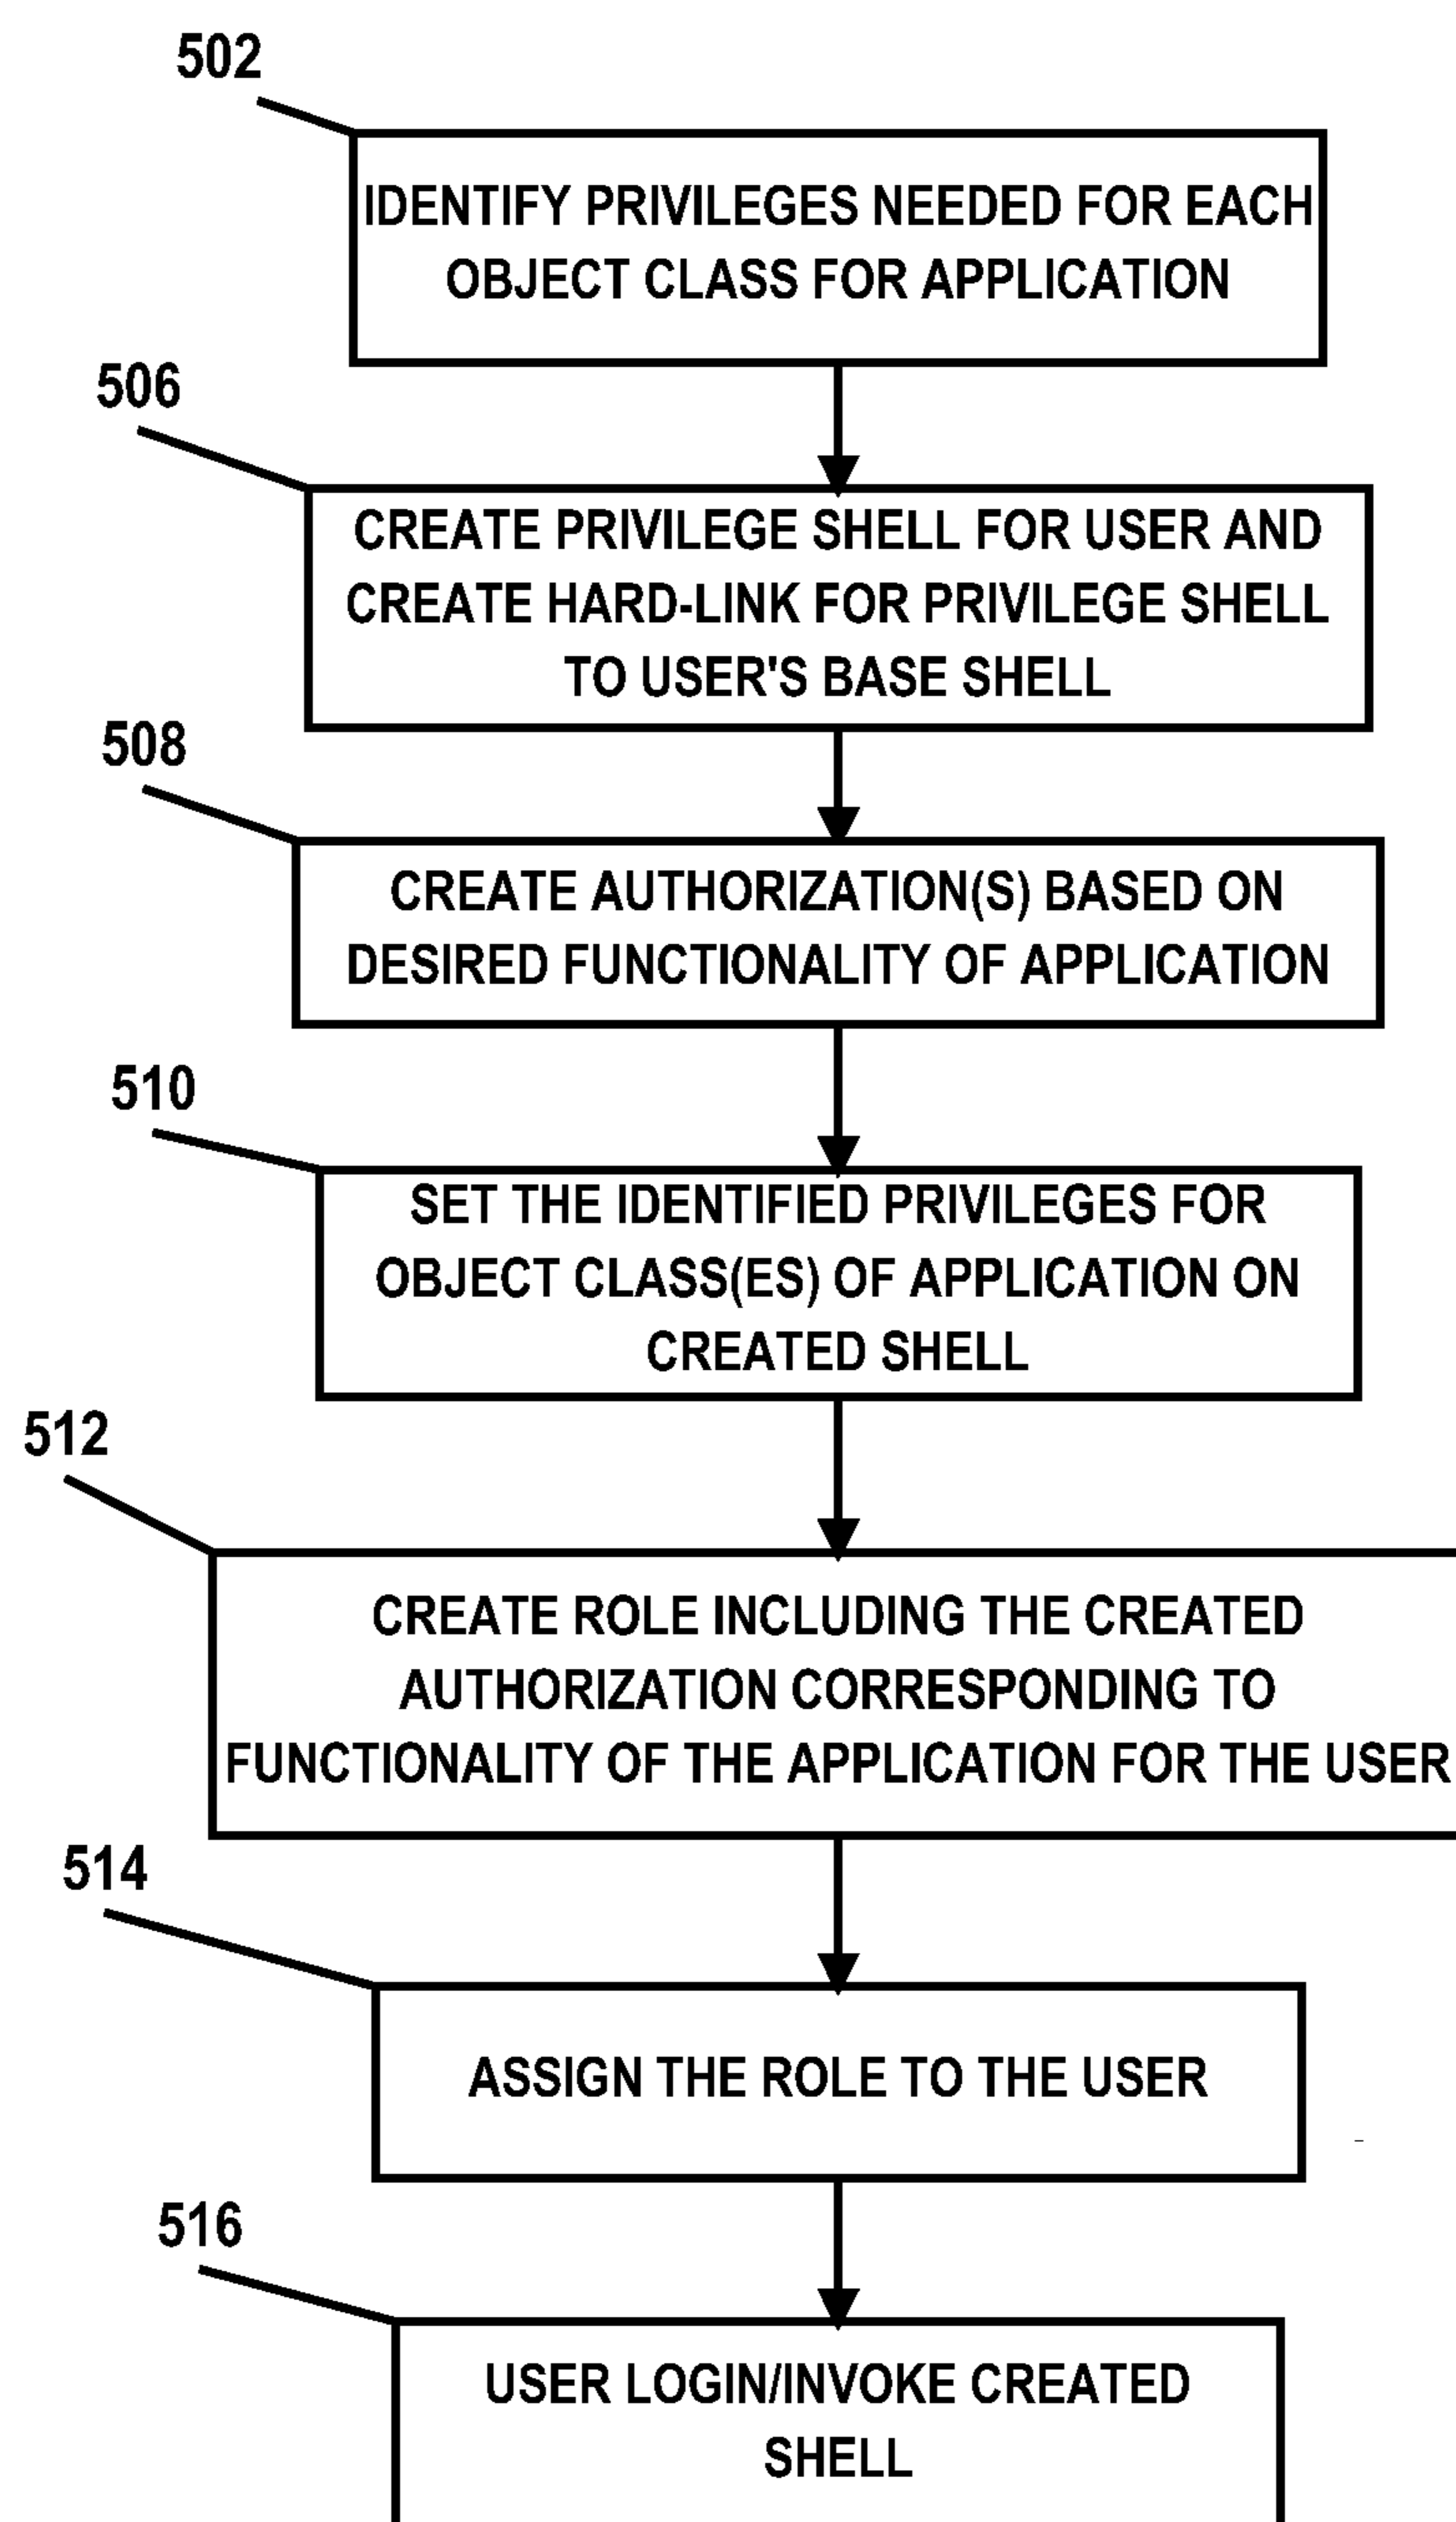 502
IDENTIFY PRIVILEGES NEEDED FOR EACH
OBJECT CLASS FOR APPLICATION
506
CREATE PRIVILEGE SHELL FOR USER AND
CREATE HARD-LINK FOR PRIVILEGE SHELL
TO USER'S BASE SHELL
508
CREATE AUTHORIZATION(S) BASED ON
DESIRED FUNCTIONALITY OF APPLICATION
510
SET THE IDENTIFIED PRIVILEGES FOR
OBJECT CLASS(ES) OF APPLICATION ON
CREATED SHELL
512
CREATE ROLE INCLUDING THE CREATED
AUTHORIZATION CORRESPONDING TO
FUNCTIONALITY OF THE APPLICATION FOR THE USER
514
ASSIGN THE ROLE TO THE USER
516
USER LOGIN/INVOKE CREATED
SHELL